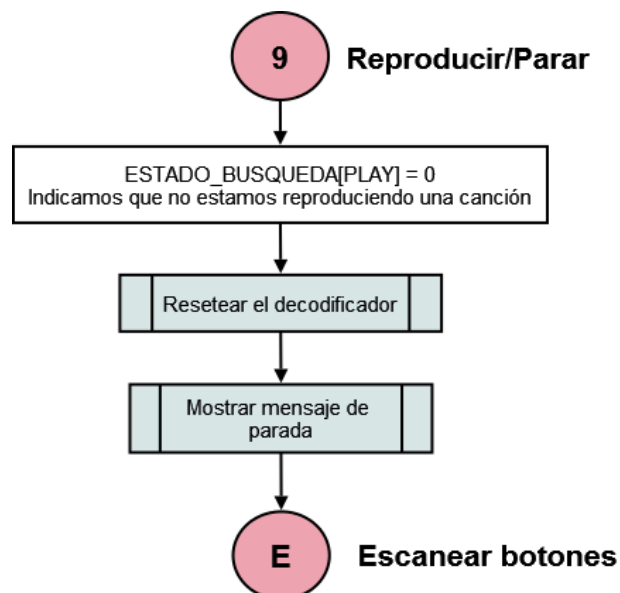 9 Reproducir/Parar
ESTADO_BUSQUEDA[PLAY] = 0
Indicamos que no estamos reproduciendo una canción
Resetear el decodificador
Mostrar mensaje de
parada
E Escanear botones